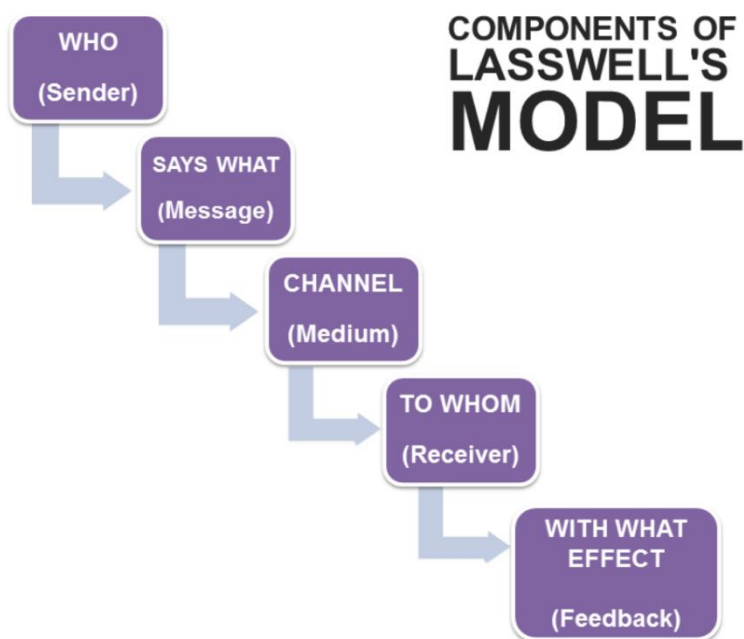 COMPONENTS OF
LASSWELL'S
MODEL
WHO
(Sender)
SAYS WHAT
(Message)
CHANNEL
(Medium)
TO WHOM
(Receiver)
WITH WHAT
EFFECT
(Feedback)